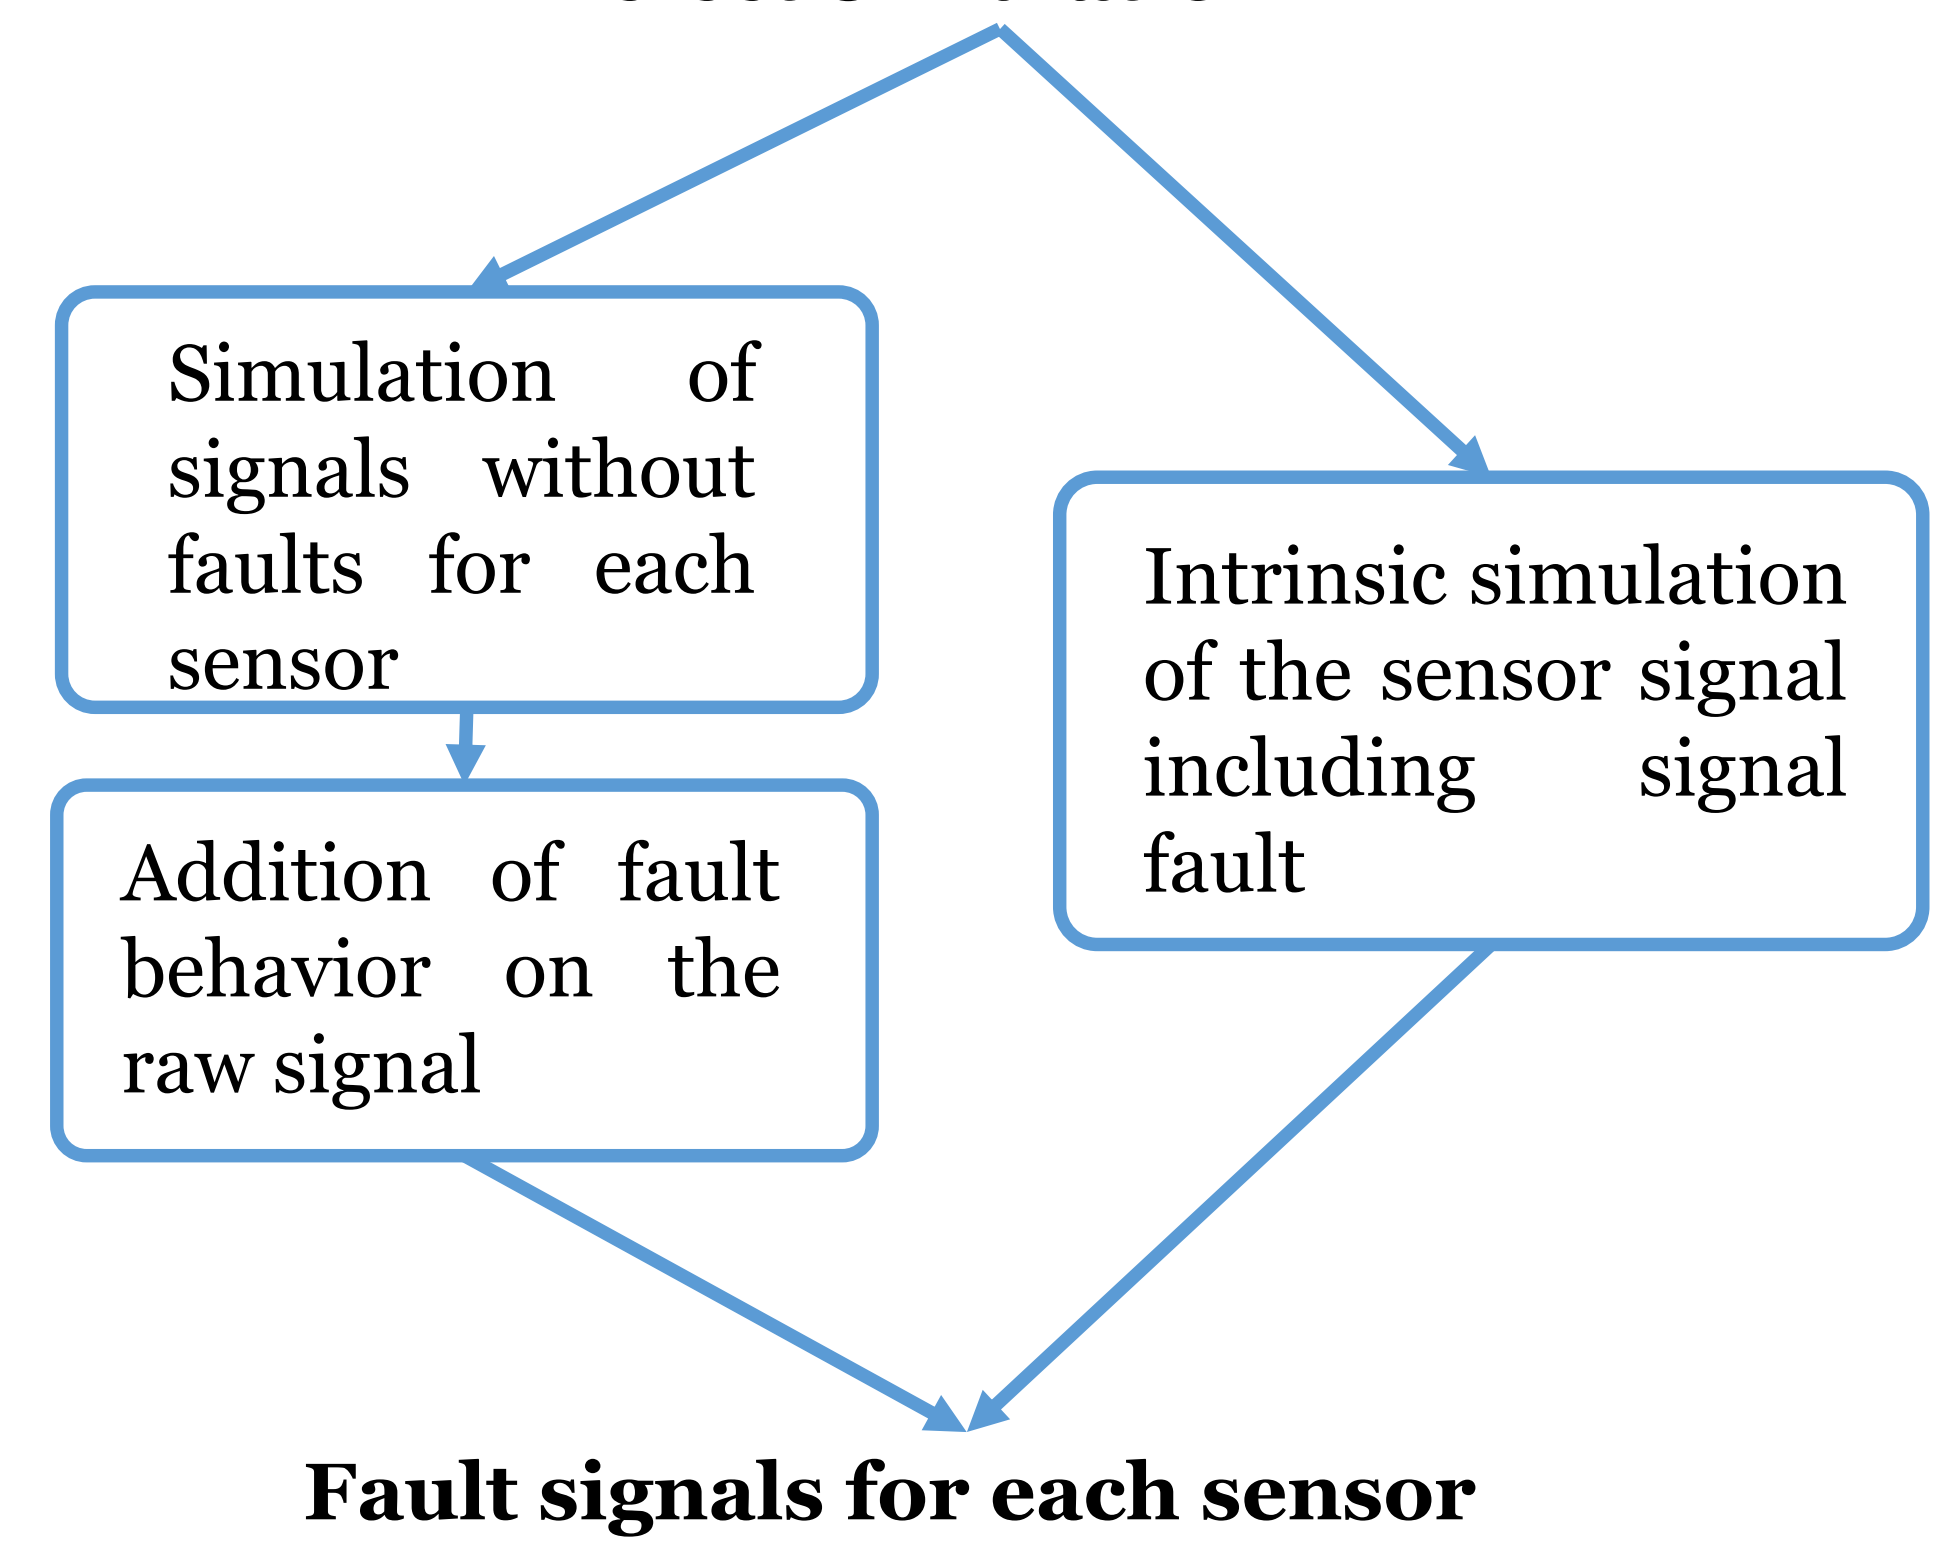 Simulation of
signals without
faults for each
sensor
Intrinsic simulation
of the sensor signal
including signal
fault
Addition of fault
behavior on the
raw signal
Fault signals for each sensor